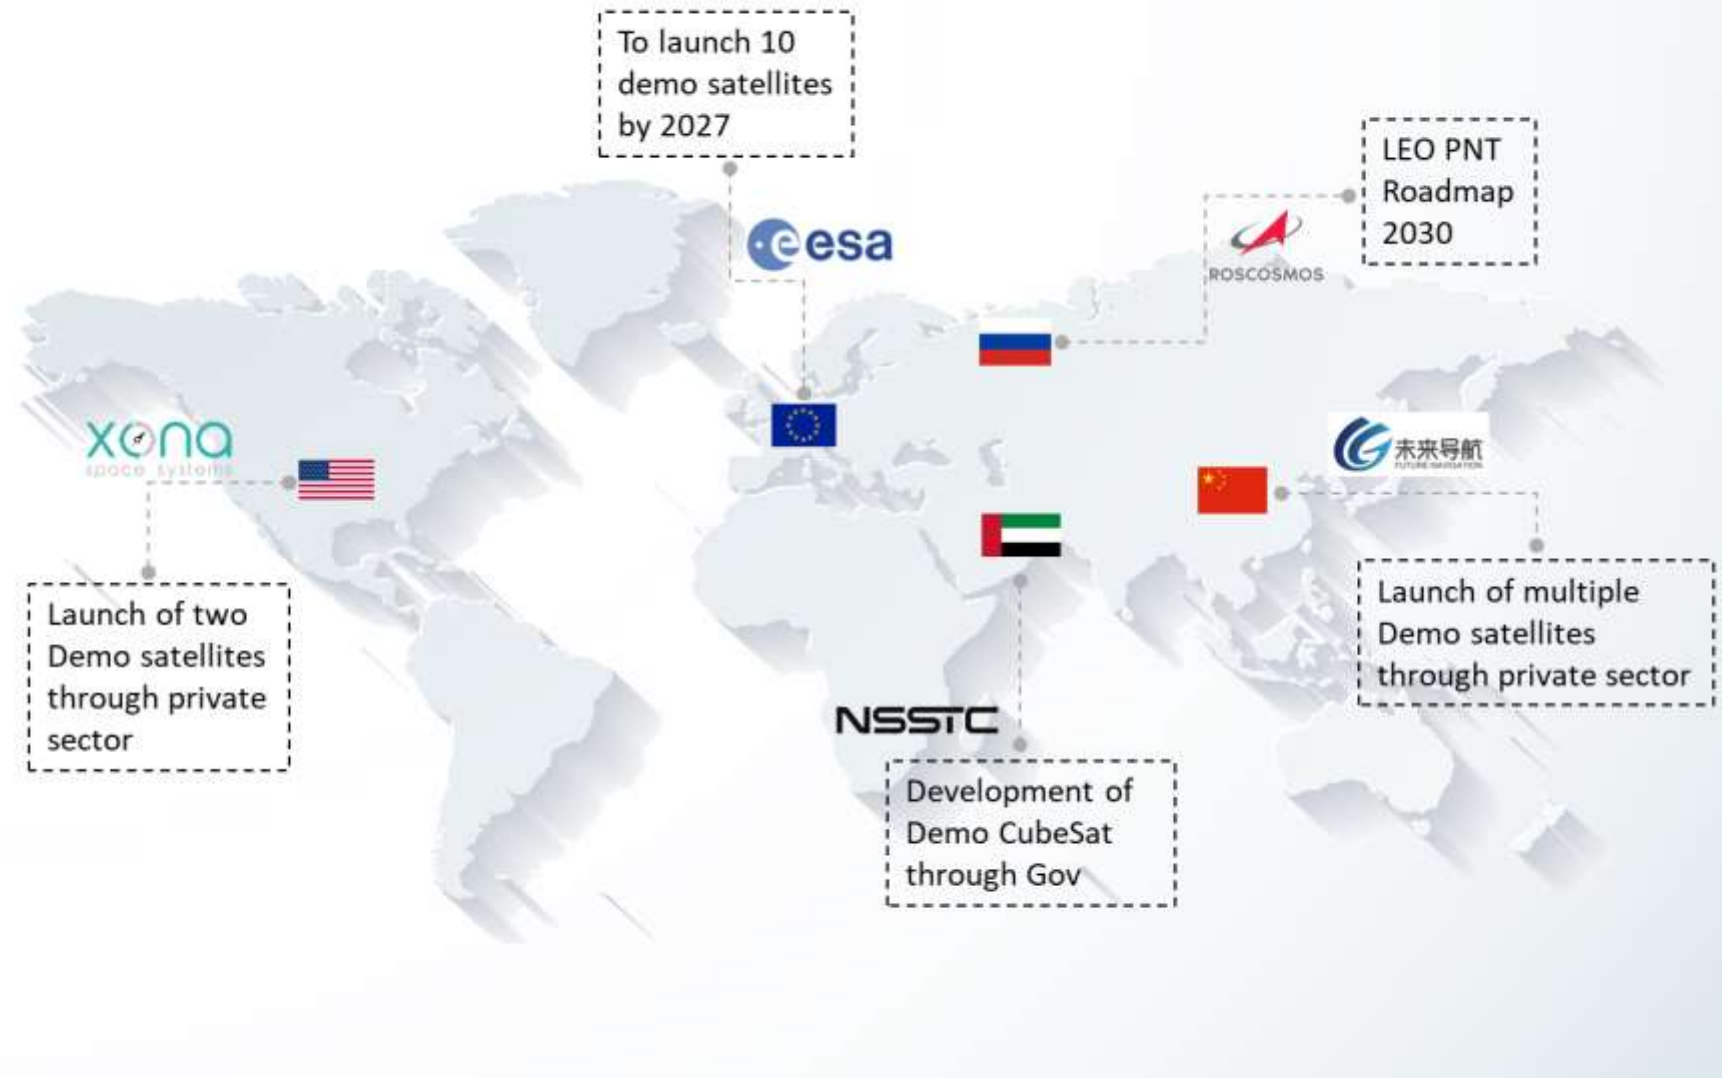 To launch 10
demo satellites
by 2027
esa
LEO PNT
Roadmap
2030
ROSCOSMOS
xona
space systems
未来导航
FUTURE NAVIGATION
Launch of two
Demo satellites
through private
sector
Launch of multiple
Demo satellites
through private sector
NSSTC
Development of
Demo CubeSat
through Gov